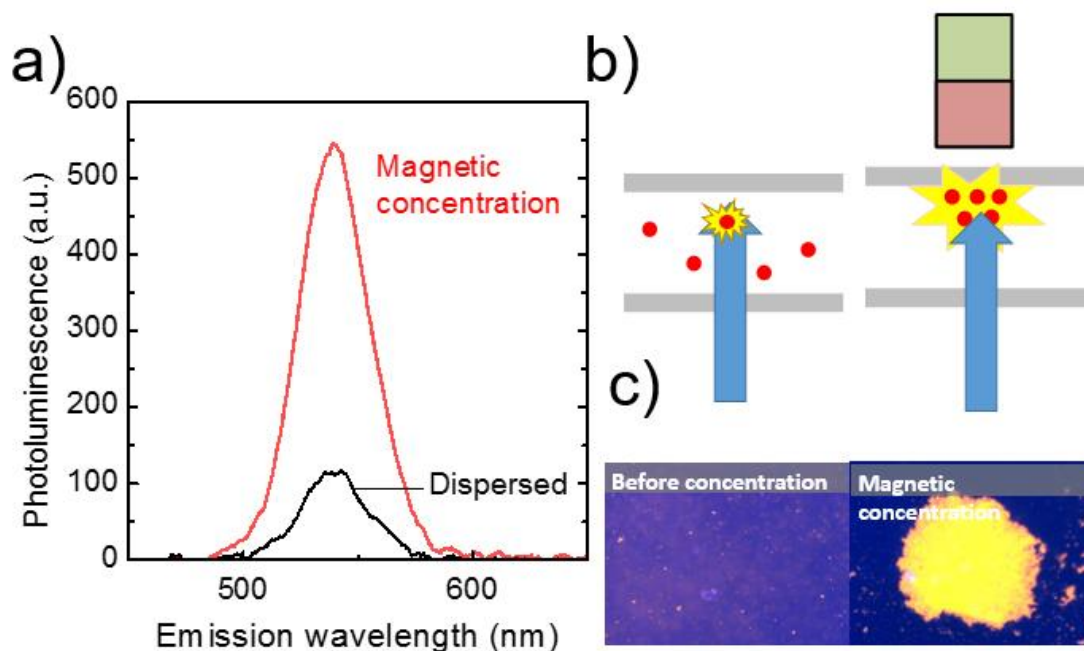 a)
600
500
400
300
200
100
0
Photoluminescence (a.u.)
Magnetic
concentration
Dispersed
500
600
Emission wavelength (nm)
b)
c)
Before concentration
Magnetic
concentration